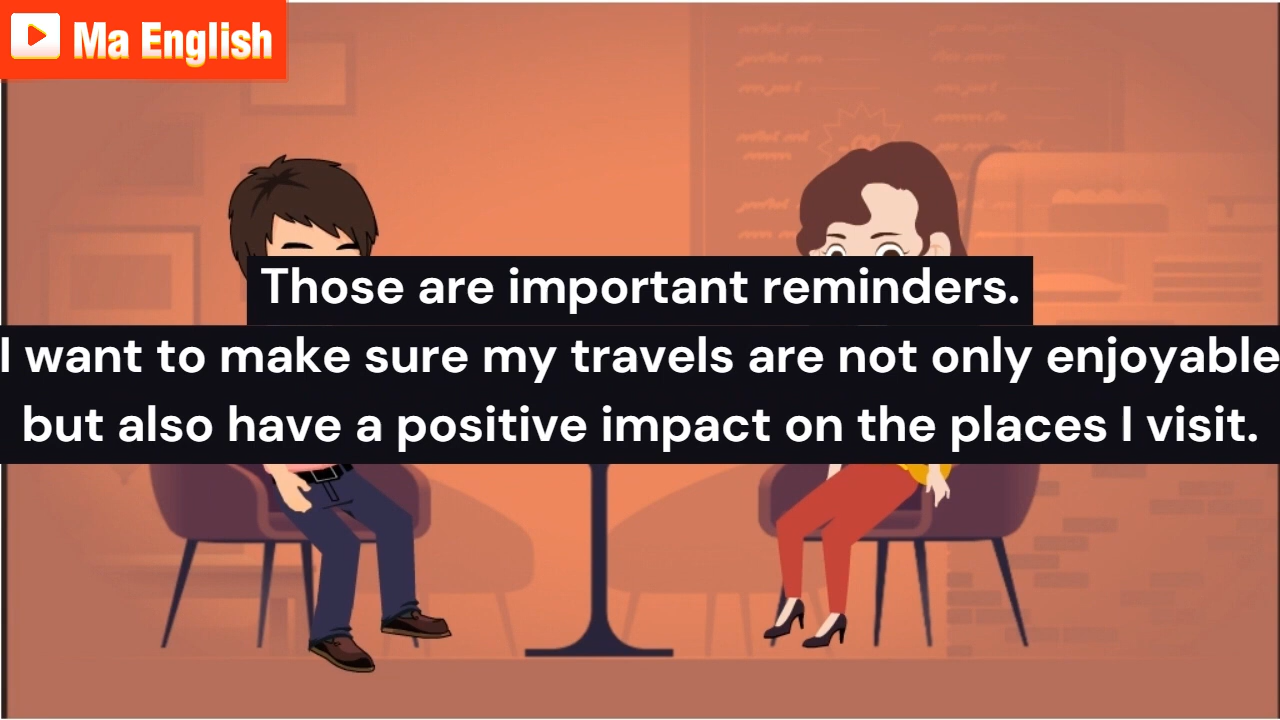 Ma English
Those are important reminders.
I want to make sure my travels are not only enjoyable
but also have a positive impact on the places I visit.